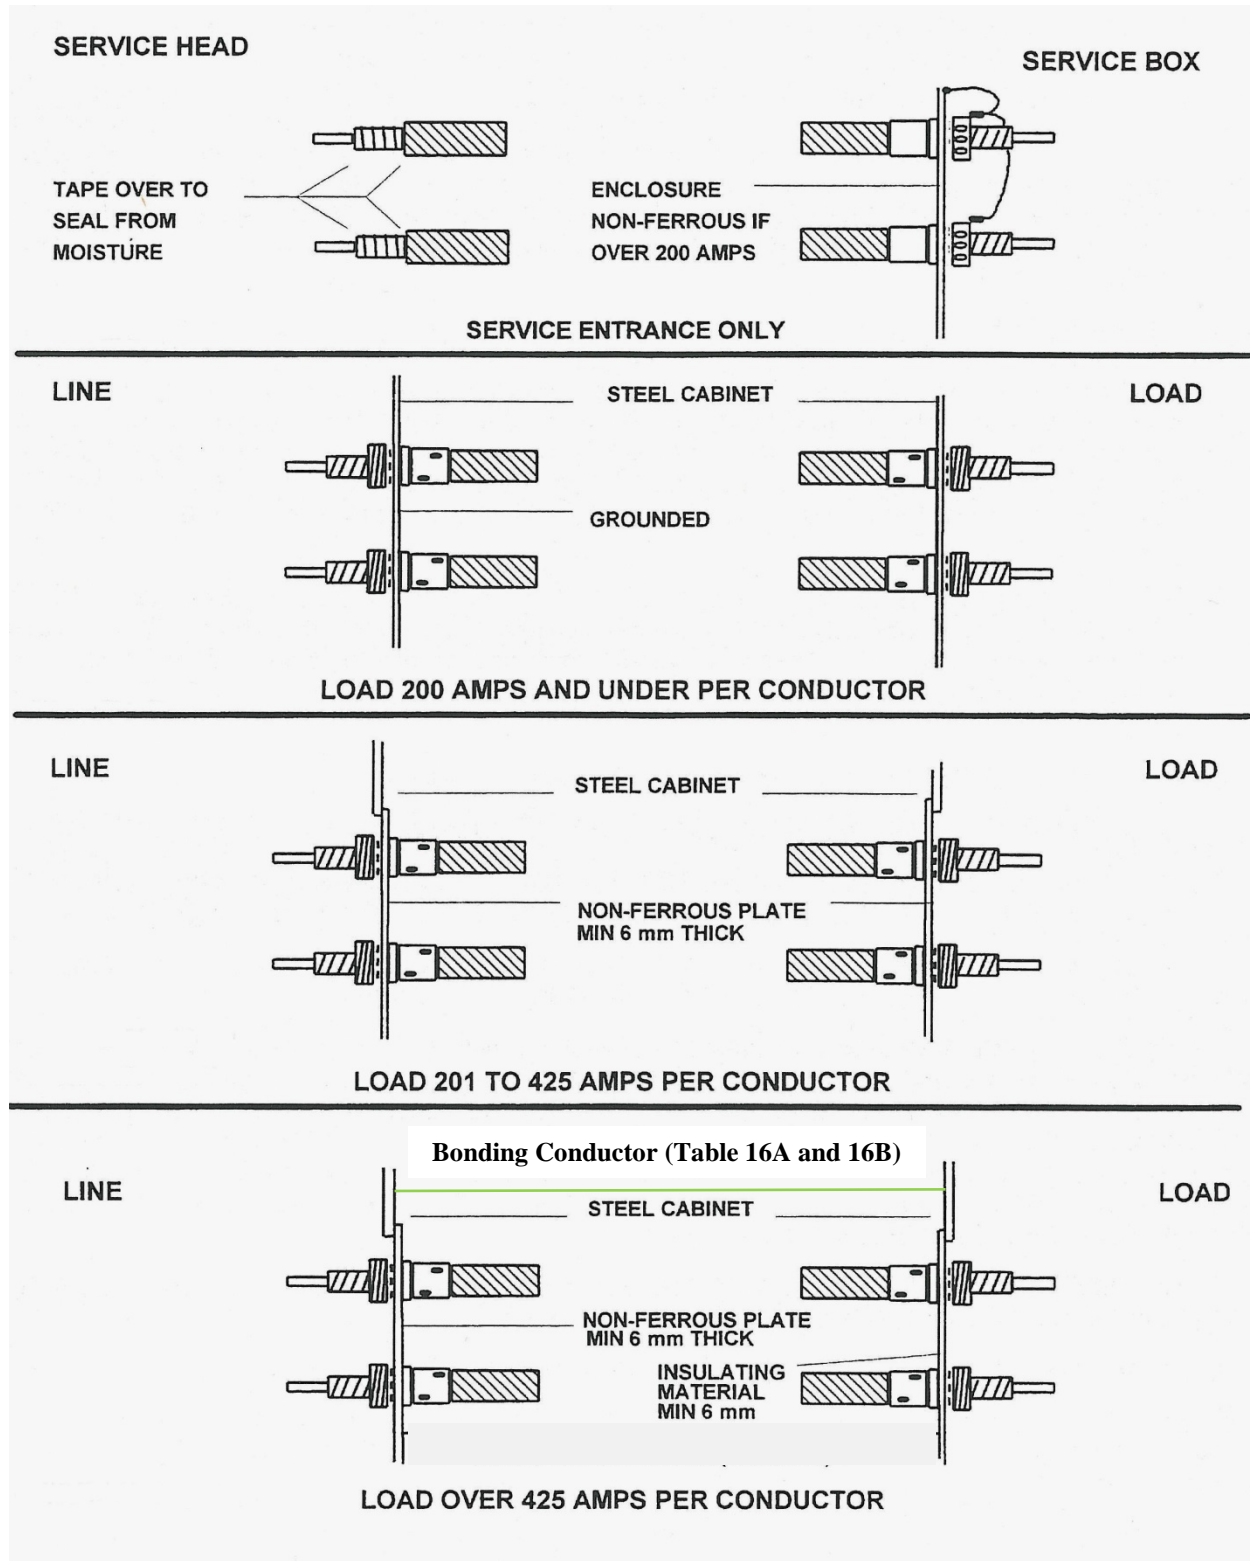 SERVICE HEAD
SERVICE BOX
TAPE OVER TO
SEAL FROM
MOISTURE
ENCLOSURE
NON-FERROUS IF
OVER 200 AMPS
SERVICE ENTRANCE ONLY
LINE
STEEL CABINET
LOAD
GROUNDED
LOAD 200 AMPS AND UNDER PER CONDUCTOR
LINE
STEEL CABINET
LOAD
NON-FERROUS PLATE
MIN 6 mm THICK
LOAD 201 TO 425 AMPS PER CONDUCTOR
Bonding Conductor (Table 16A and 16B)
LINE
STEEL CABINET
LOAD
NON-FERROUS PLATE
MIN 6 mm THICK
INSULATING
MATERIAL
MIN 6 mm
LOAD OVER 425 AMPS PER CONDUCTOR